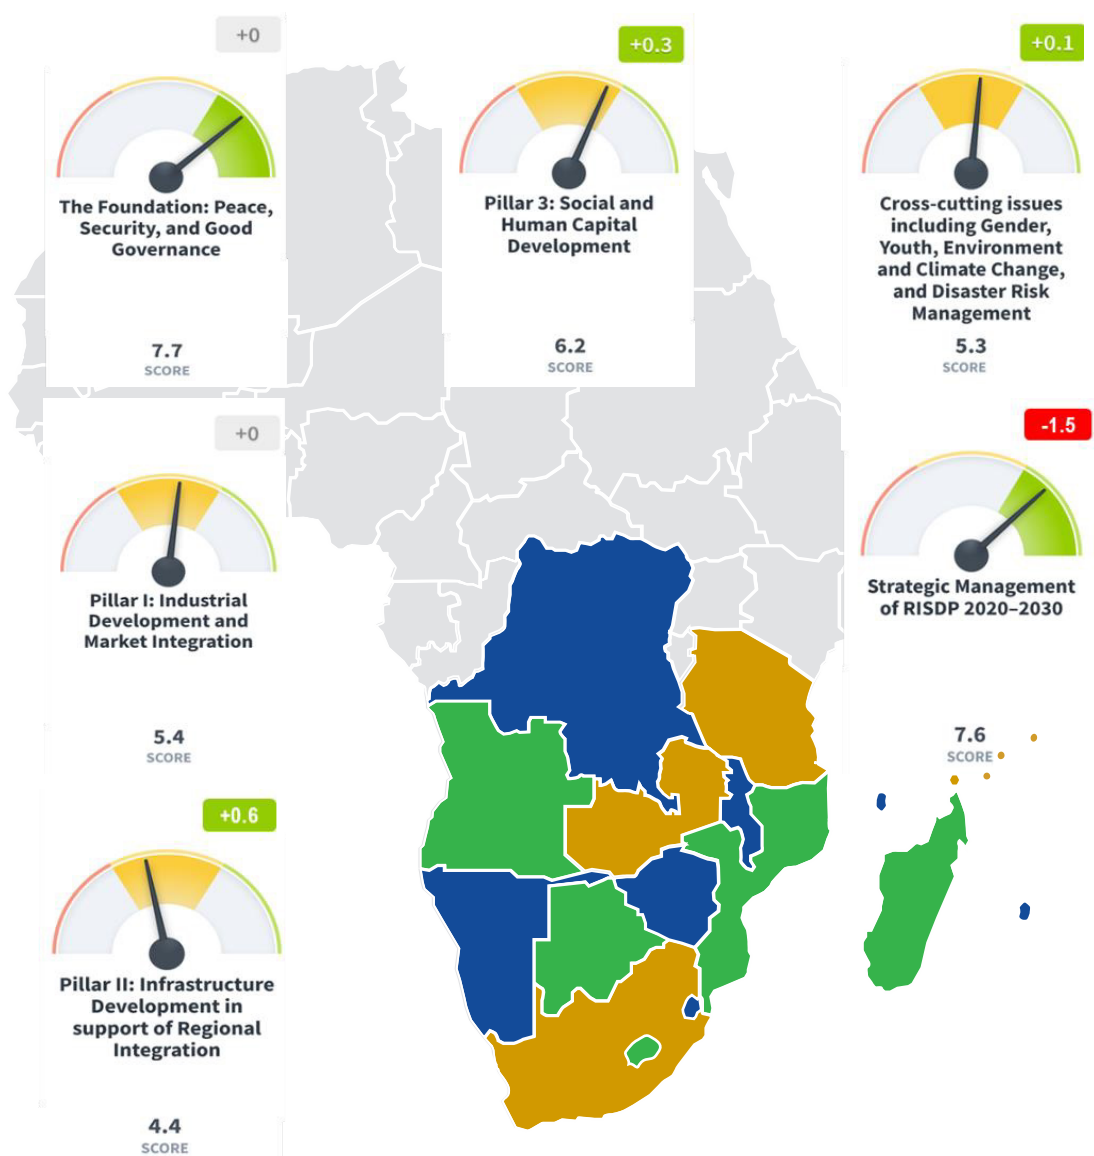 +0
The Foundation: Peace,
Security, and Good
Governance
7.7
SCORE
+0.3
Pillar 3: Social and
Human Capital
Development
6.2
SCORE
+0.1
Cross-cutting issues
including Gender,
Youth, Environment
and Climate Change,
and Disaster Risk
Management
5.3
SCORE
+0
Pillar I: Industrial
Development and
Market Integration
5.4
SCORE
-1.5
Strategic Management
of RISDP 2020–2030
7.6
SCORE
+0.6
Pillar II: Infrastructure
Development in
support of Regional
Integration
4.4
SCORE